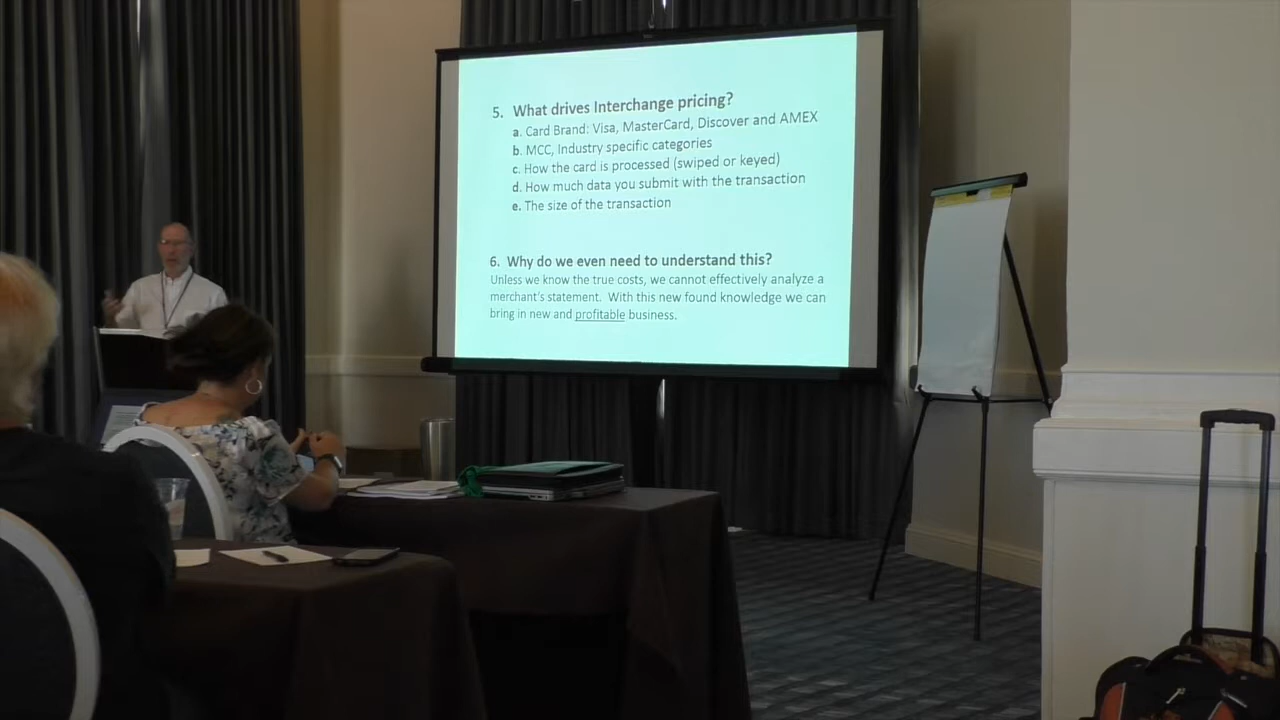 5. What drives Interchange pricing?
a. Card Brand: Visa, MasterCard, Discover and AMEX
b. MCC, Industry specific categories
c. How the card is processed (swiped or keyed)
d. How much data you submit with the transaction
e. The size of the transaction
6. Why do we even need to understand this?
Unless we know the true costs, we cannot effectively analyze a
merchant's statement. With this new found knowledge we can
bring in new and profitable business.